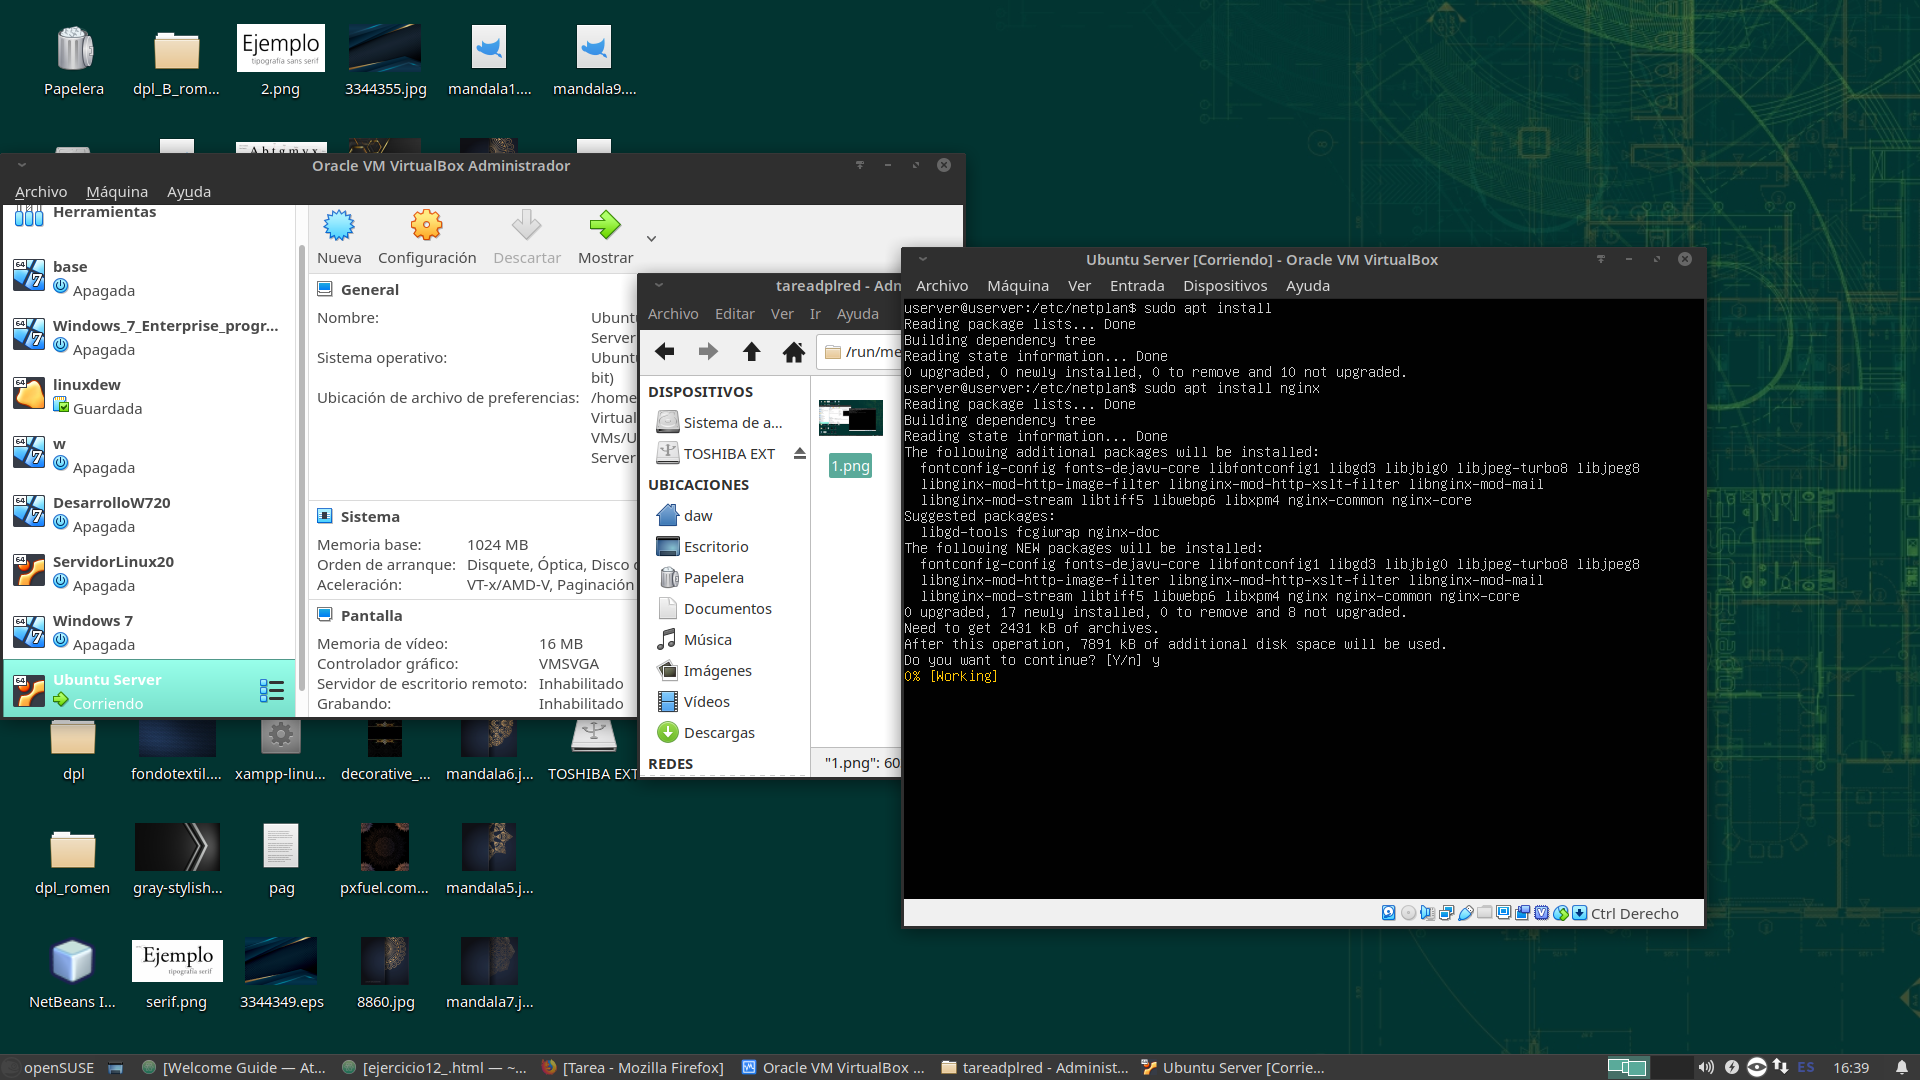 Papelera
dpl_B_rom...
Ejemplo
tipografía sans serif
2.png
3344355.jpg
mandala1....
mandala9....
Oracle VM VirtualBox Administrador
Archivo Máquina Ayuda
Herramientas
base
Apagada
Windows_7_Enterprise_progr...
Apagada
linuxdew
Guardada
w
Apagada
DesarrolloW720
Apagada
ServidorLinux20
Apagada
Windows 7
Apagada
Ubuntu Server
Corriendo
Nueva Configuración Descartar Mostrar
General
Nombre:
Server
Sistema operativo:
bit)
Ubicación de archivo de preferencias: /home
Virtual
VMs/U
Server
Sistema
Memoria base: 1024 MB
Orden de arranque: Disquete, Óptica, Disco
Aceleración: VT-x/AMD-V, Paginación
Pantalla
Memoria de vídeo: 16 MB
Controlador gráfico: VMSVGA
Servidor de escritorio remoto: Inhabilitado
Grabando: Inhabilitado
tareadplred - Adm
Archivo Editar Ver Ir Ayuda
/run/me
DISPOSITIVOS
Sistema de a...
TOSHIBA EXT
UBICACIONES
daw
Escritorio
Papelera
Documentos
Música
Imágenes
Vídeos
Descargas
REDES
1.png
"1.png": 60
Ubuntu Server [Corriendo] - Oracle VM VirtualBox
Archivo Máquina Ver Entrada Dispositivos Ayuda
userver@userver:/etc/netplan$ sudo apt install
Reading package lists... Done
Building dependency tree
Reading state information... Done
0 upgraded, 0 newly installed, 0 to remove and 10 not upgraded.
userver@userver:/etc/netplan$ sudo apt install nginx
Reading package lists... Done
Building dependency tree
Reading state information... Done
The following additional packages will be installed:
fontconfig-config fonts-dejavu-core libfontconfig1 libgd3 libjbig0 libjpeg-turbo8 libjpeg8
libnginx-mod-http-image-filter libnginx-mod-http-xslt-filter libnginx-mod-mail
libnginx-mod-stream libtiff5 libwebp6 libxpm4 nginx-common nginx-core
Suggested packages:
libgd-tools fcgiwrap nginx-doc
The following NEW packages will be installed:
fontconfig-config fonts-dejavu-core libfontconfig1 libgd3 libjbig0 libjpeg-turbo8 libjpeg8
libnginx-mod-http-image-filter libnginx-mod-http-xslt-filter libnginx-mod-mail
libnginx-mod-stream libtiff5 libwebp6 libxpm4 nginx nginx-common nginx-core
0 upgraded, 17 newly installed, 0 to remove and 8 not upgraded.
Need to get 2431 kB of archives.
After this operation, 7891 kB of additional disk space will be used.
Do you want to continue? [Y/n] y
0% [Working]
Ctrl Derecho
dpl
fondotextil....
xampp-linu...
decorative_...
mandala6.j...
TOSHIBA EXT
dpl_romen
gray-stylish...
pag
pxfuel.com...
mandala5.j...
NetBeans I...
Ejemplo
tipografía serif
serif.png
3344349.eps
8860.jpg
mandala7.j...
openSUSE
[Welcome Guide — At...
[ejercicio12_.html — ~...
[Tarea - Mozilla Firefox]
Oracle VM VirtualBox ...
tareadplred - Administ...
Ubuntu Server [Corrie...
ES
16:39